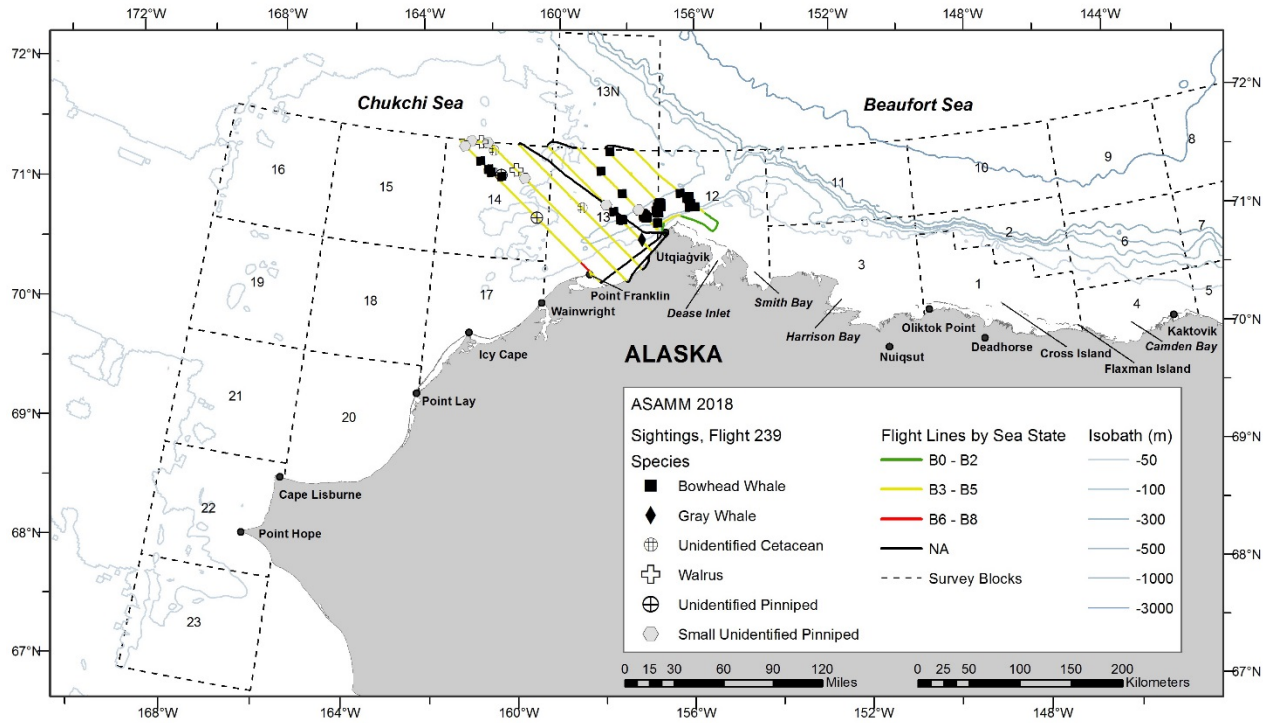 172°W 168°W 164°W 160°W 156°W 152°W 148°W 144°W
72°N
72°N
13N
Chukchi Sea
Beaufort Sea
8
9
10
16
15
71°N
71°N
14
13
12
11
7
6
2
3
1
5
4
19
18
17
Utqiaġvik
Point Franklin
Wainwright
Dease Inlet
Smith Bay
Harrison Bay
70°N
70°N
Oliktok Point
Nuiqsut
Deadhorse
Cross Island
Flaxman Island
Camden Bay
Kaktovik
Icy Cape
ALASKA
Point Lay
21
20
69°N
69°N
22
Cape Lisburne
Point Hope
68°N
68°N
23
67°N
67°N
ASAMM 2018
Sightings, Flight 239
Species
Bowhead Whale
Gray Whale
Unidentified Cetacean
Walrus
Unidentified Pinniped
Small Unidentified Pinniped
Flight Lines by Sea State
B0 - B2
B3 - B5
B6 - B8
NA
Survey Blocks
Isobath (m)
-50
-100
-300
-500
-1000
-3000
0 15 30 60 90 120
Miles
0 25 50 100 150 200
Kilometers
168°W 164°W 160°W 156°W 152°W 148°W